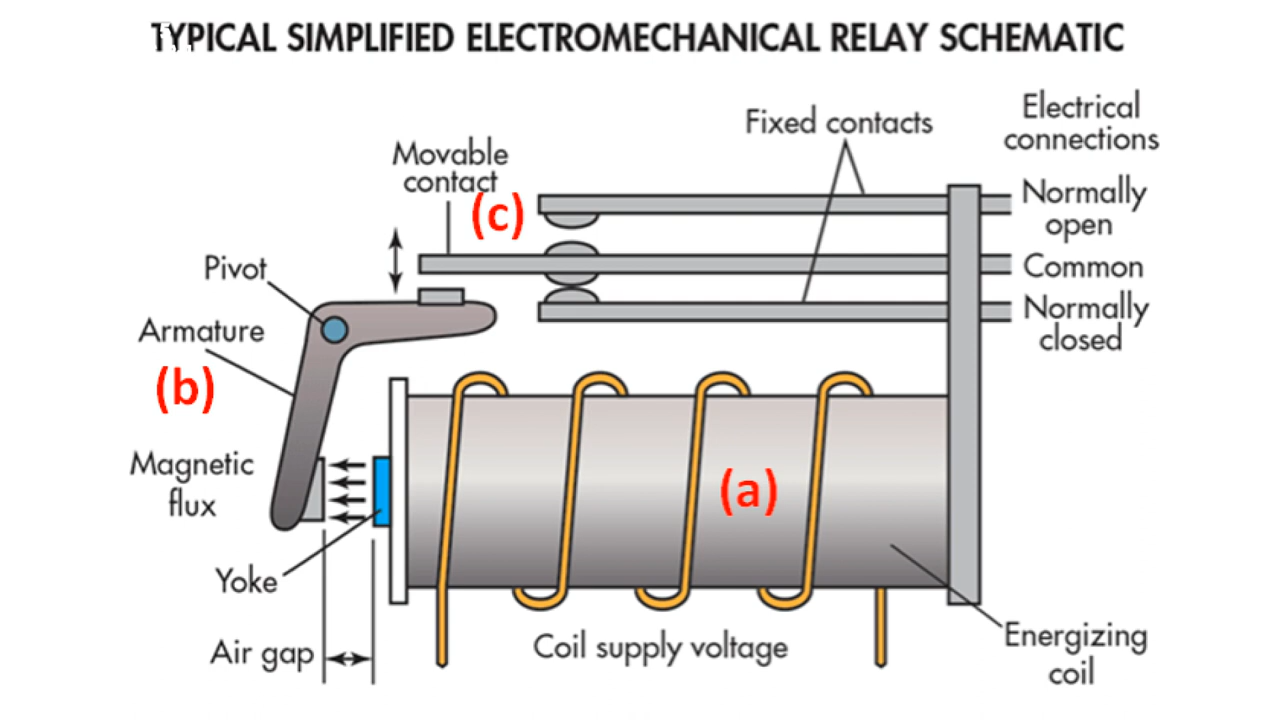 TYPICAL SIMPLIFIED ELECTROMECHANICAL RELAY SCHEMATIC
Electrical
connections
Fixed contacts
Movable
contact
(c)
Normally
open
Pivot
Common
Armature
Normally
closed
(b)
Magnetic
flux
(a)
Yoke
Air gap
Coil supply voltage
Energizing
coil